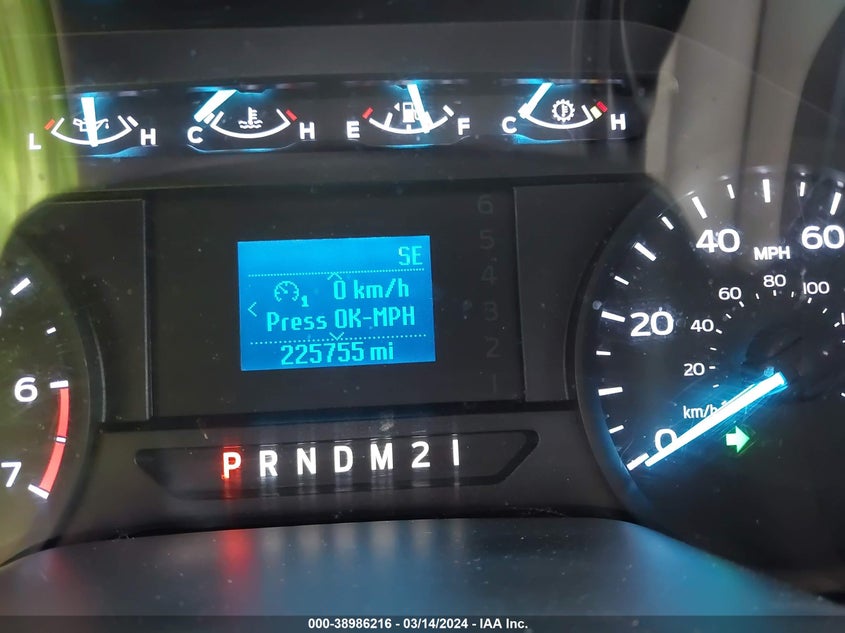 L H C H E F C H
6
5
4
3
2
1
SE
0 km/h
1
Press OK-MPH
225755 mi
6
7
P R N D M 2 1
40 60
MPH
60 80 100
20 40
20
km/h
0
000-38986216 - 03/14/2024 - IAA Inc.